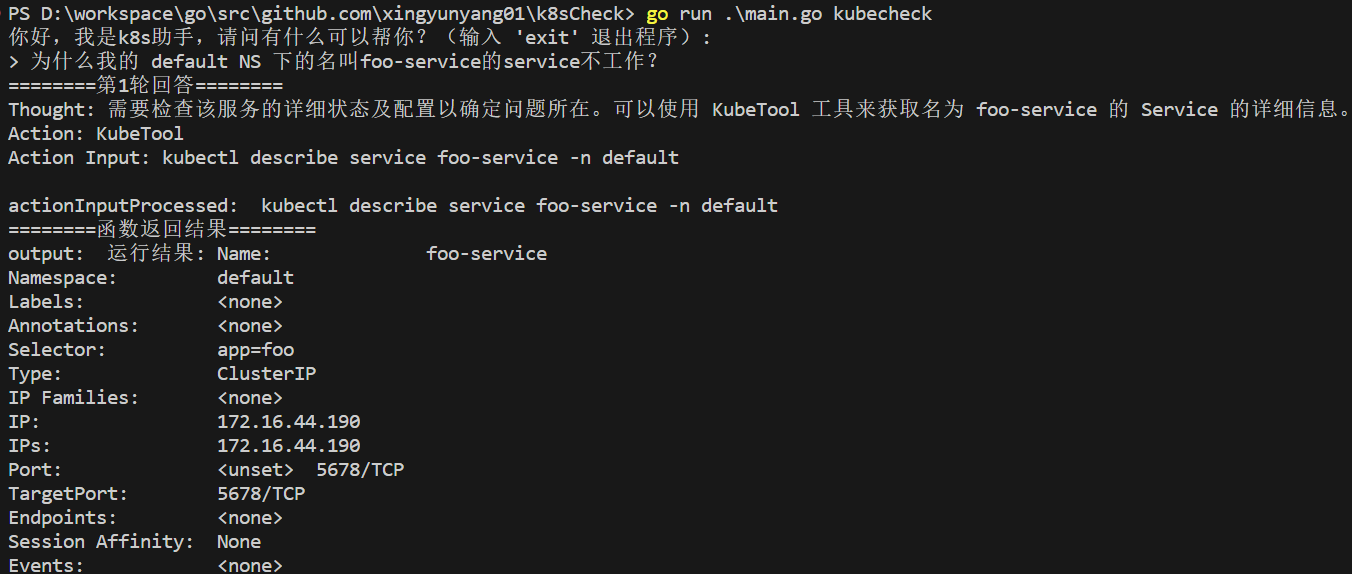 PS D:\workspace\go\src\github.com\xingyunyang01\k8sCheck> go run .\main.go kubecheck
你好，我是k8s助手，请问有什么可以帮你？（输入 'exit' 退出程序）:
> 为什么我的 default NS 下的名叫foo-service的service不工作？
========第1轮回答========
Thought: 需要检查该服务的详细状态及配置以确定问题所在。可以使用 KubeTool 工具来获取名为 foo-service 的 Service 的详细信息。
Action: KubeTool
Action Input: kubectl describe service foo-service -n default
actionInputProcessed:  kubectl describe service foo-service -n default
========函数返回结果========
output:  运行结果: Name:              foo-service
Namespace:         default
Labels:            <none>
Annotations:       <none>
Selector:          app=foo
Type:              ClusterIP
IP Families:       <none>
IP:                172.16.44.190
IPs:               172.16.44.190
Port:              <unset>  5678/TCP
TargetPort:        5678/TCP
Endpoints:         <none>
Session Affinity:  None
Events:            <none>